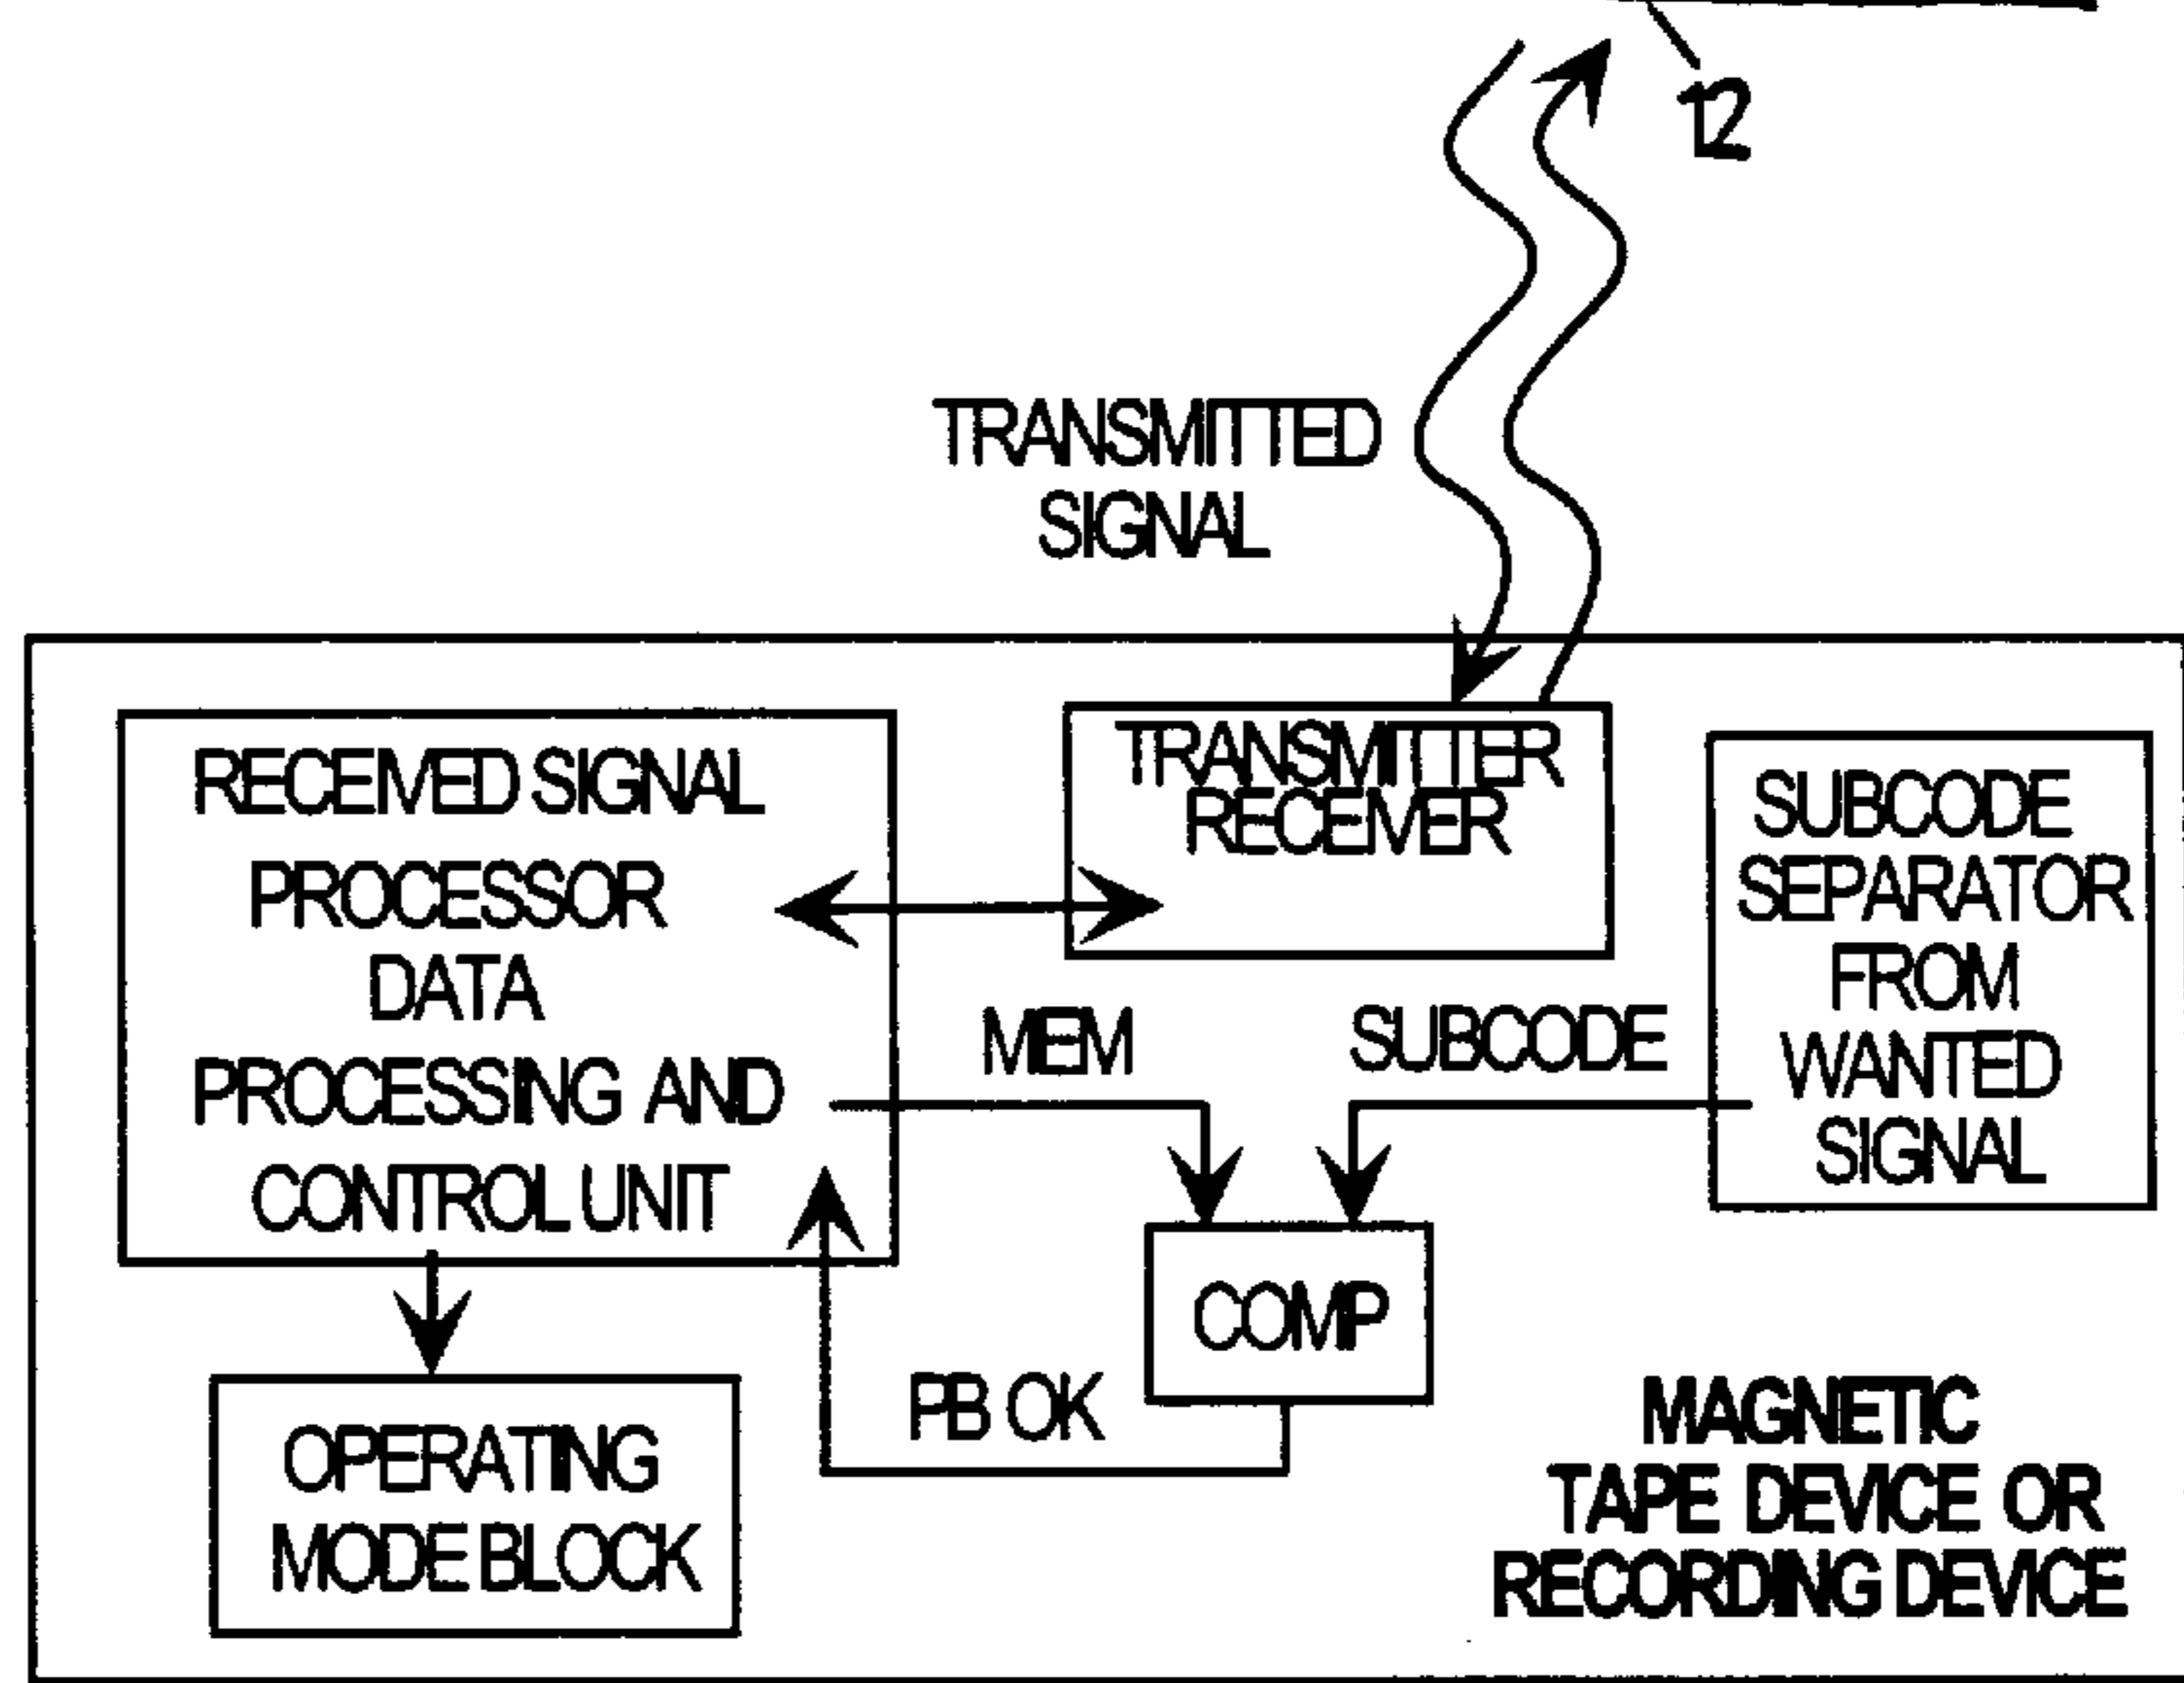 12
TRANSMITTED
SIGNAL
RECEIVED SIGNAL
PROCESSOR
DATA
PROCESSING AND
CONTROL UNIT
TRANSMITTER
RECEIVER
SUBCODE
SEPARATOR
FROM
WANTED
SIGNAL
MEM
SUBCODE
COMP
PB OK
OPERATING
MODE BLOCK
MAGNETIC
TAPE DEVICE OR
RECORDING DEVICE